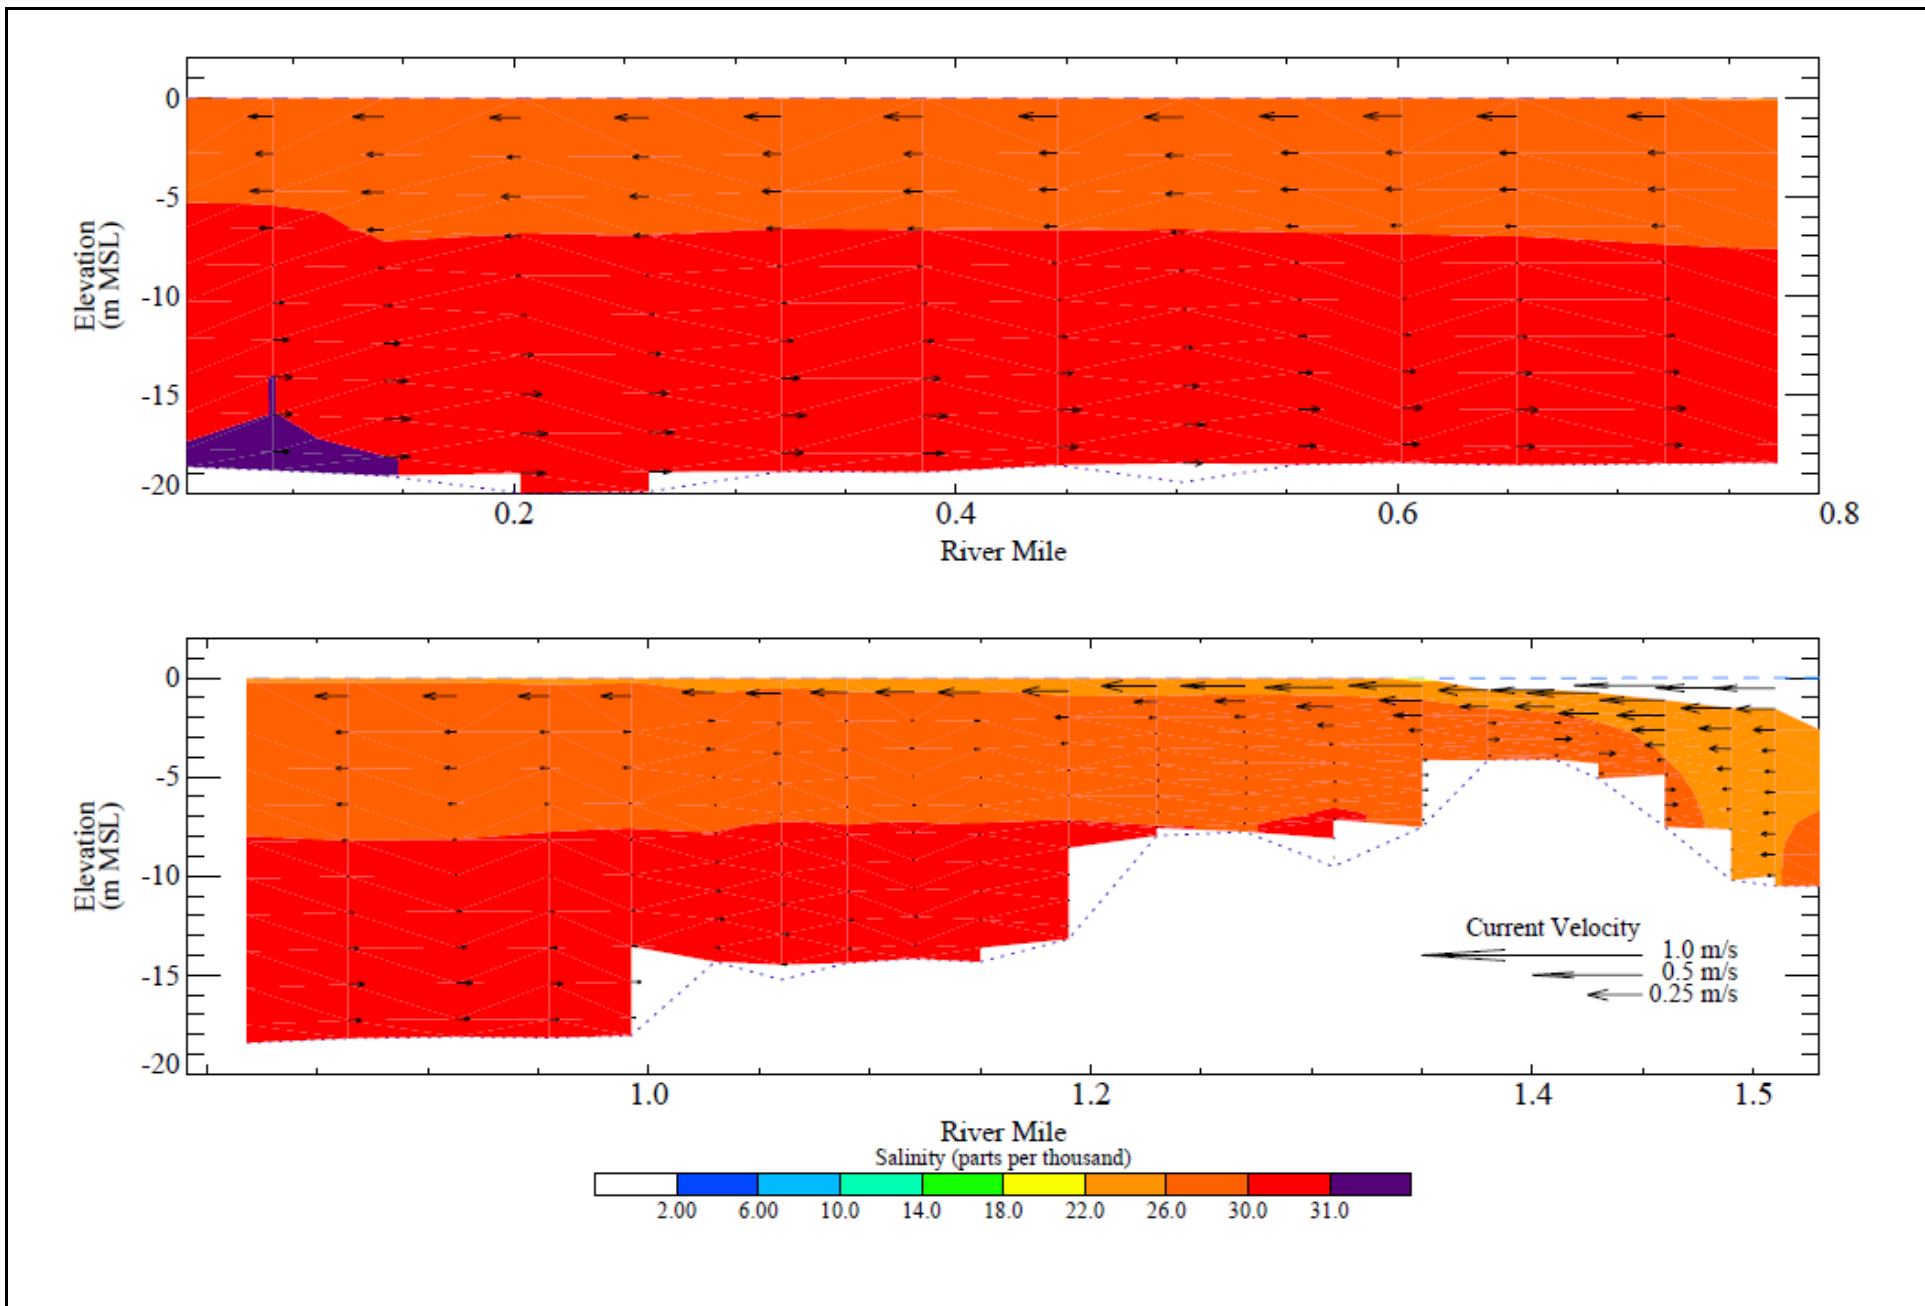 0
-5
Elevation
(m MSL)
-10
-15
-20
0.2 0.4 0.6 0.8
River Mile
0
-5
Elevation
(m MSL)
-10
Current Velocity
1.0 m/s
-15
0.5 m/s
0.25 m/s
-20
1.0 1.2 1.4 1.5
River Mile
Salinity (parts per thousand)
2.00 6.00 10.0 14.0 18.0 22.0 26.0 30.0 31.0